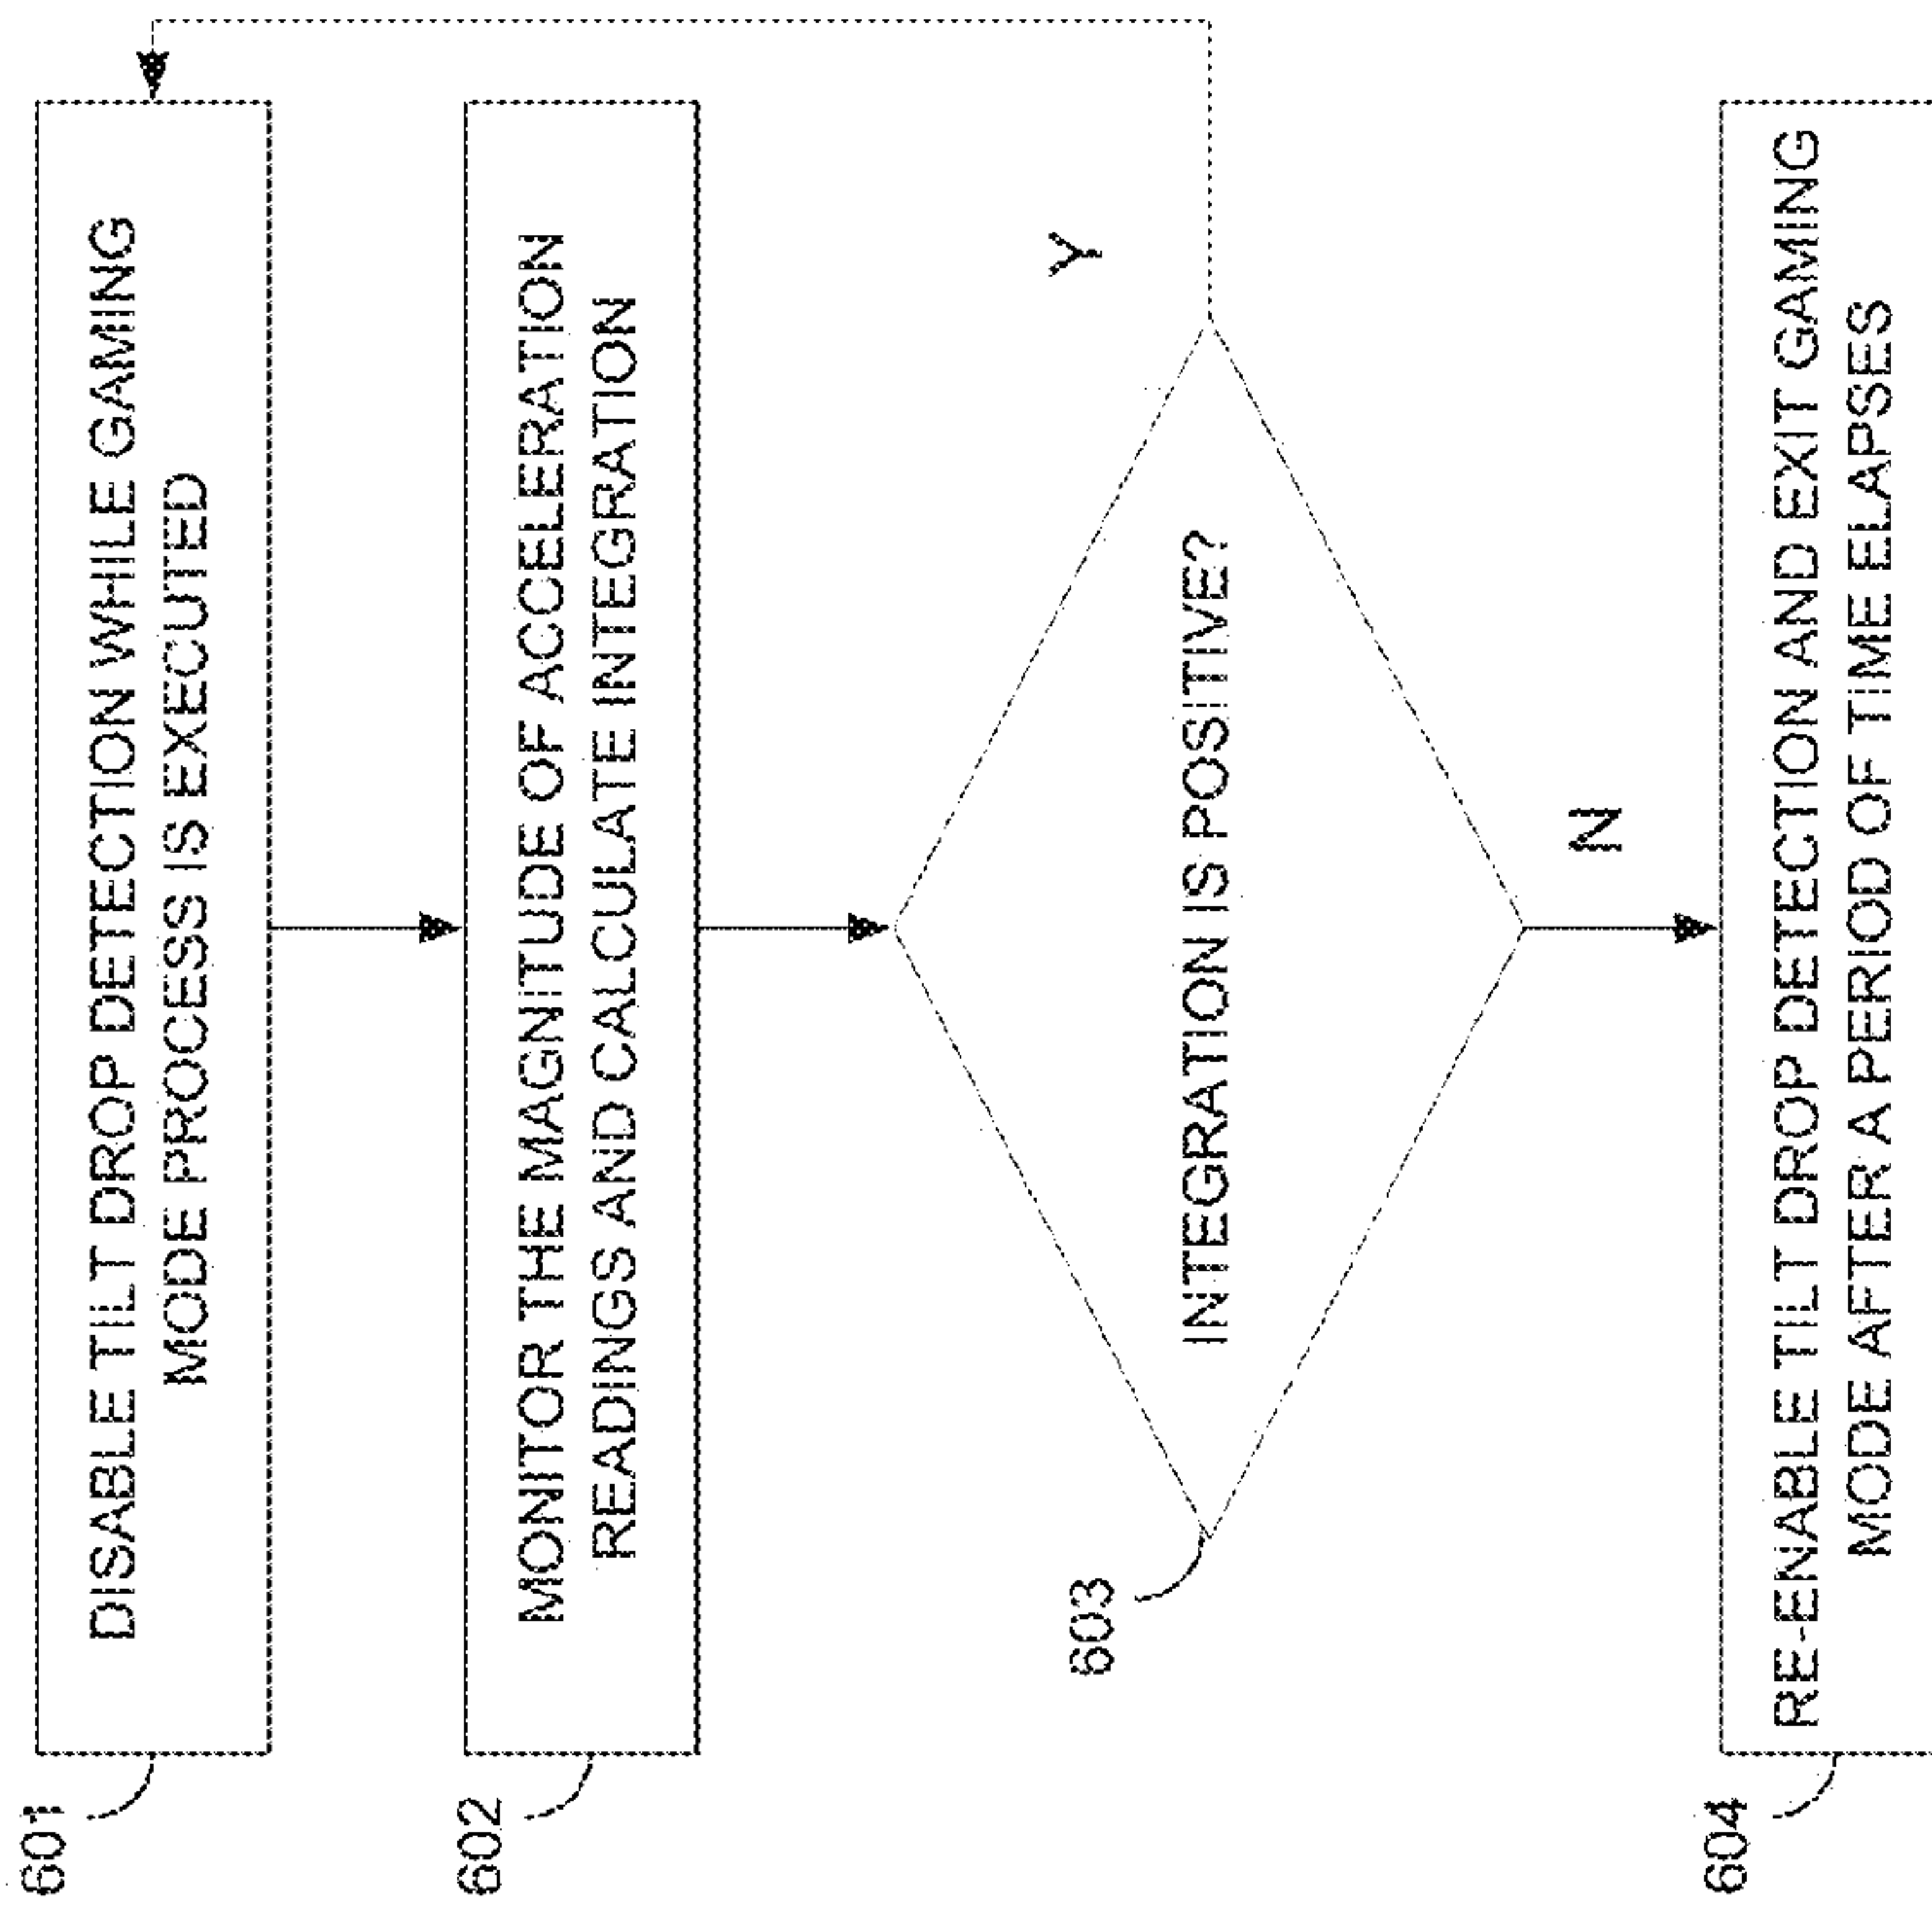 601
DISABLE TILT DROP DETECTION WHILE GAMING
MODE PROCESS IS EXECUTED
602
MONITOR THE MAGNITUDE OF ACCELERATION
READINGS AND CALCULATE INTEGRATION
603
INTEGRATION IS POSITIVE?
Y
N
604
RE-ENABLE TILT DROP DETECTION AND EXIT GAMING
MODE AFTER A PERIOD OF TIME ELAPSES